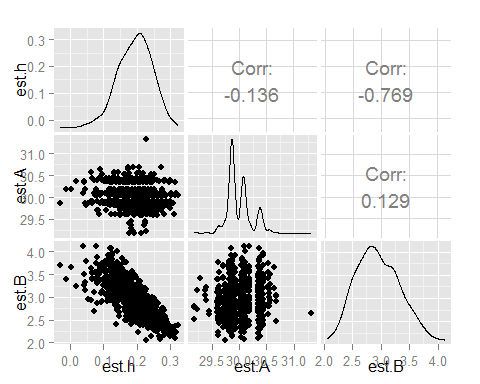 0.3
0.2
0.1
0.0
est.h
Corr:
-0.136
Corr:
-0.769
31.0
30.5
30.0
29.5
est.A
Corr:
0.129
4.0
3.5
3.0
2.5
2.0
est.B
0.0 0.1 0.2 0.3
est.h
29.5 30.0 30.5 31.0
est.A
2.0 2.5 3.0 3.5 4.0
est.B